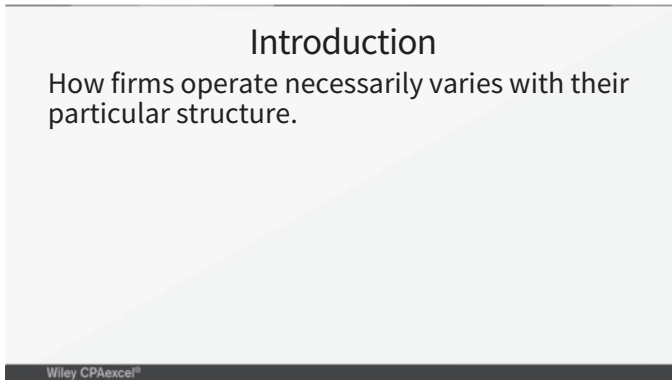 Introduction
How firms operate necessarily varies with their
particular structure.
Wiley CPAexcel®